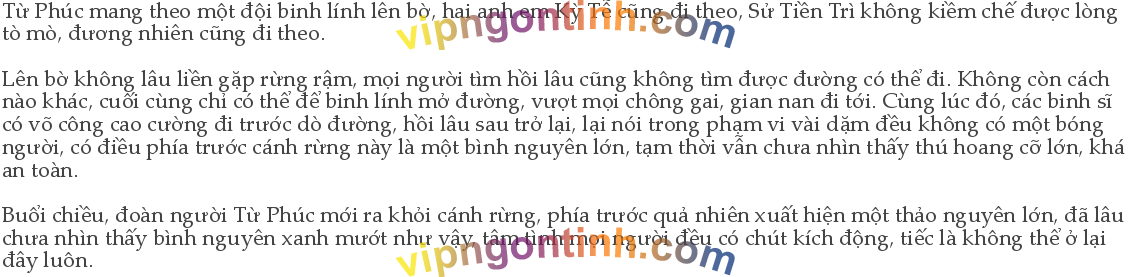 Từ Phúc mang theo một đội binh lính lên bờ, hai anh em Kỳ Tễ cũng đi theo, Sử Tiền Trì không kiềm chế được lòng
tò mò, đương nhiên cũng đi theo.
vipngontinh.com
Lên bờ không lâu liền gặp rừng rậm, mọi người tìm hồi lâu cũng không tìm được đường có thể đi. Không còn cách
nào khác, cuối cùng chỉ có thể để binh lính mở đường, vượt mọi chông gai, gian nan đi tới. Cùng lúc đó, các binh sĩ
có võ công cao cường đi trước dò đường, hồi lâu sau trở lại, lại nói trong phạm vi vài dặm đều không có một bóng
người, có điều phía trước cánh rừng này là một bình nguyên lớn, tạm thời vẫn chưa nhìn thấy thú hoang cỡ lớn, khá
an toàn.
Buổi chiều, đoàn người Từ Phúc mới ra khỏi cánh rừng, phía trước quả nhiên xuất hiện một thảo nguyên lớn, đã lâu
chưa nhìn thấy bình nguyên xanh mướt như vậy, tâm tình mọi người đều có chút kích động, tiếc là không thể ở lại
đây luôn.
vipngontinh.com